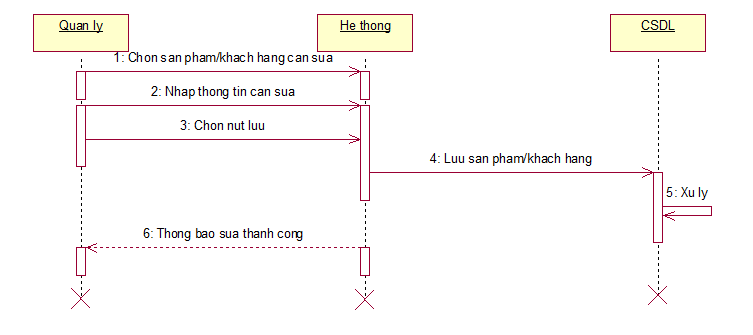 Quan ly
He thong
CSDL
1: Chon san pham/khach hang can sua
2: Nhap thong tin can sua
3: Chon nut luu
4: Luu san pham/khach hang
5: Xu ly
6: Thong bao sua thanh cong